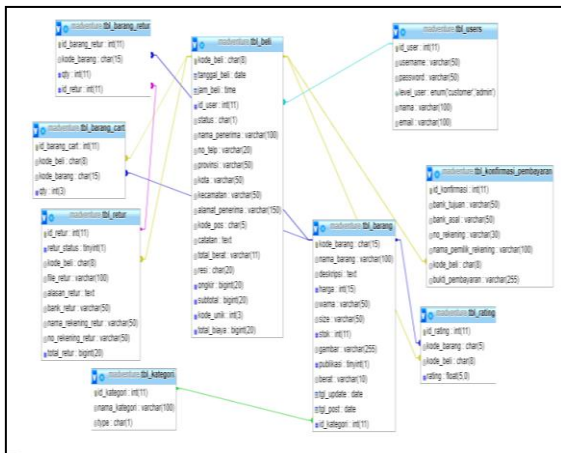 madventure.tbl_barang_retur
id_barang_retur : int(11)
kode_barang : char(15)
qty : int(11)
id_retur : int(11)
madventure.tbl_barang_cart
id_barang_cart : int(11)
kode_beli : char(8)
kode_barang : char(15)
qty : int(3)
madventure.tbl_retur
id_retur : int(11)
retur_status : tinyint(1)
kode_beli : char(8)
file_retur : varchar(100)
alasan_retur : text
bank_retur : varchar(50)
nama_rekening_retur : varchar(50)
no_rekening_retur : varchar(50)
total_retur : bigint(20)
madventure.tbl_kategori
id_kategori : int(11)
nama_kategori : varchar(100)
type : char(1)
madventure.tbl_beli
kode_beli : char(8)
tanggal_beli : date
jam_beli : time
id_user : int(11)
status : char(1)
nama_penerima : varchar(100)
no_telp : varchar(20)
provinsi : varchar(50)
kota : varchar(50)
kecamatan : varchar(50)
alamat_penerima : varchar(150)
kode_pos : char(5)
catatan : text
total_berat : varchar(11)
resi : char(20)
ongkir : bigint(20)
subtotal : bigint(20)
kode_unik : int(3)
total_biaya : bigint(20)
madventure.tbl_barang
kode_barang : char(15)
nama_barang : varchar(100)
deskripsi : text
harga : int(15)
warna : varchar(50)
size : varchar(50)
stok : int(11)
gambar : varchar(255)
publikasi : tinyint(1)
berat : varchar(10)
tgl_update : date
tgl_post : date
id_kategori : int(11)
madventure.tbl_users
id_user : int(11)
username : varchar(50)
password : varchar(50)
level_user : enum('customer','admin')
nama : varchar(100)
email : varchar(100)
madventure.tbl_konfirmasi_pembayaran
id_konfirmasi : int(11)
bank_tujuan : varchar(50)
bank_asal : varchar(50)
no_rekening : varchar(30)
nama_pemilik_rekening : varchar(100)
kode_beli : char(8)
bukti_pembayaran : varchar(255)
madventure.tbl_rating
id_rating : int(11)
kode_barang : char(5)
kode_beli : char(8)
rating : float(5,0)